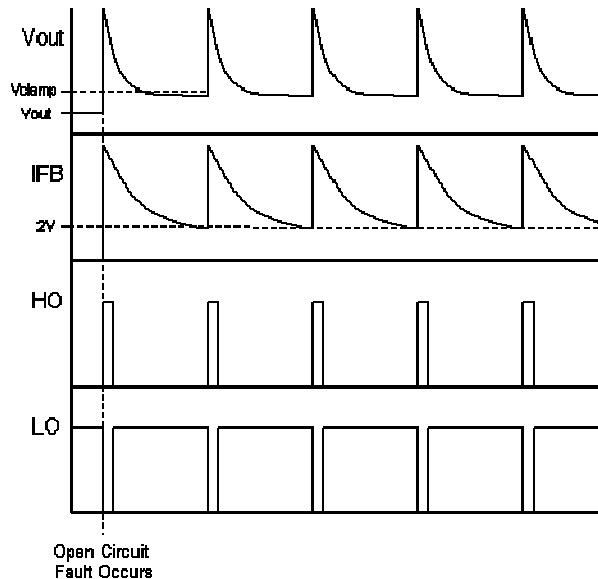 Vout
Vclamp
Vout
IFB
2V
HO
LO
Open Circuit
Fault Occurs